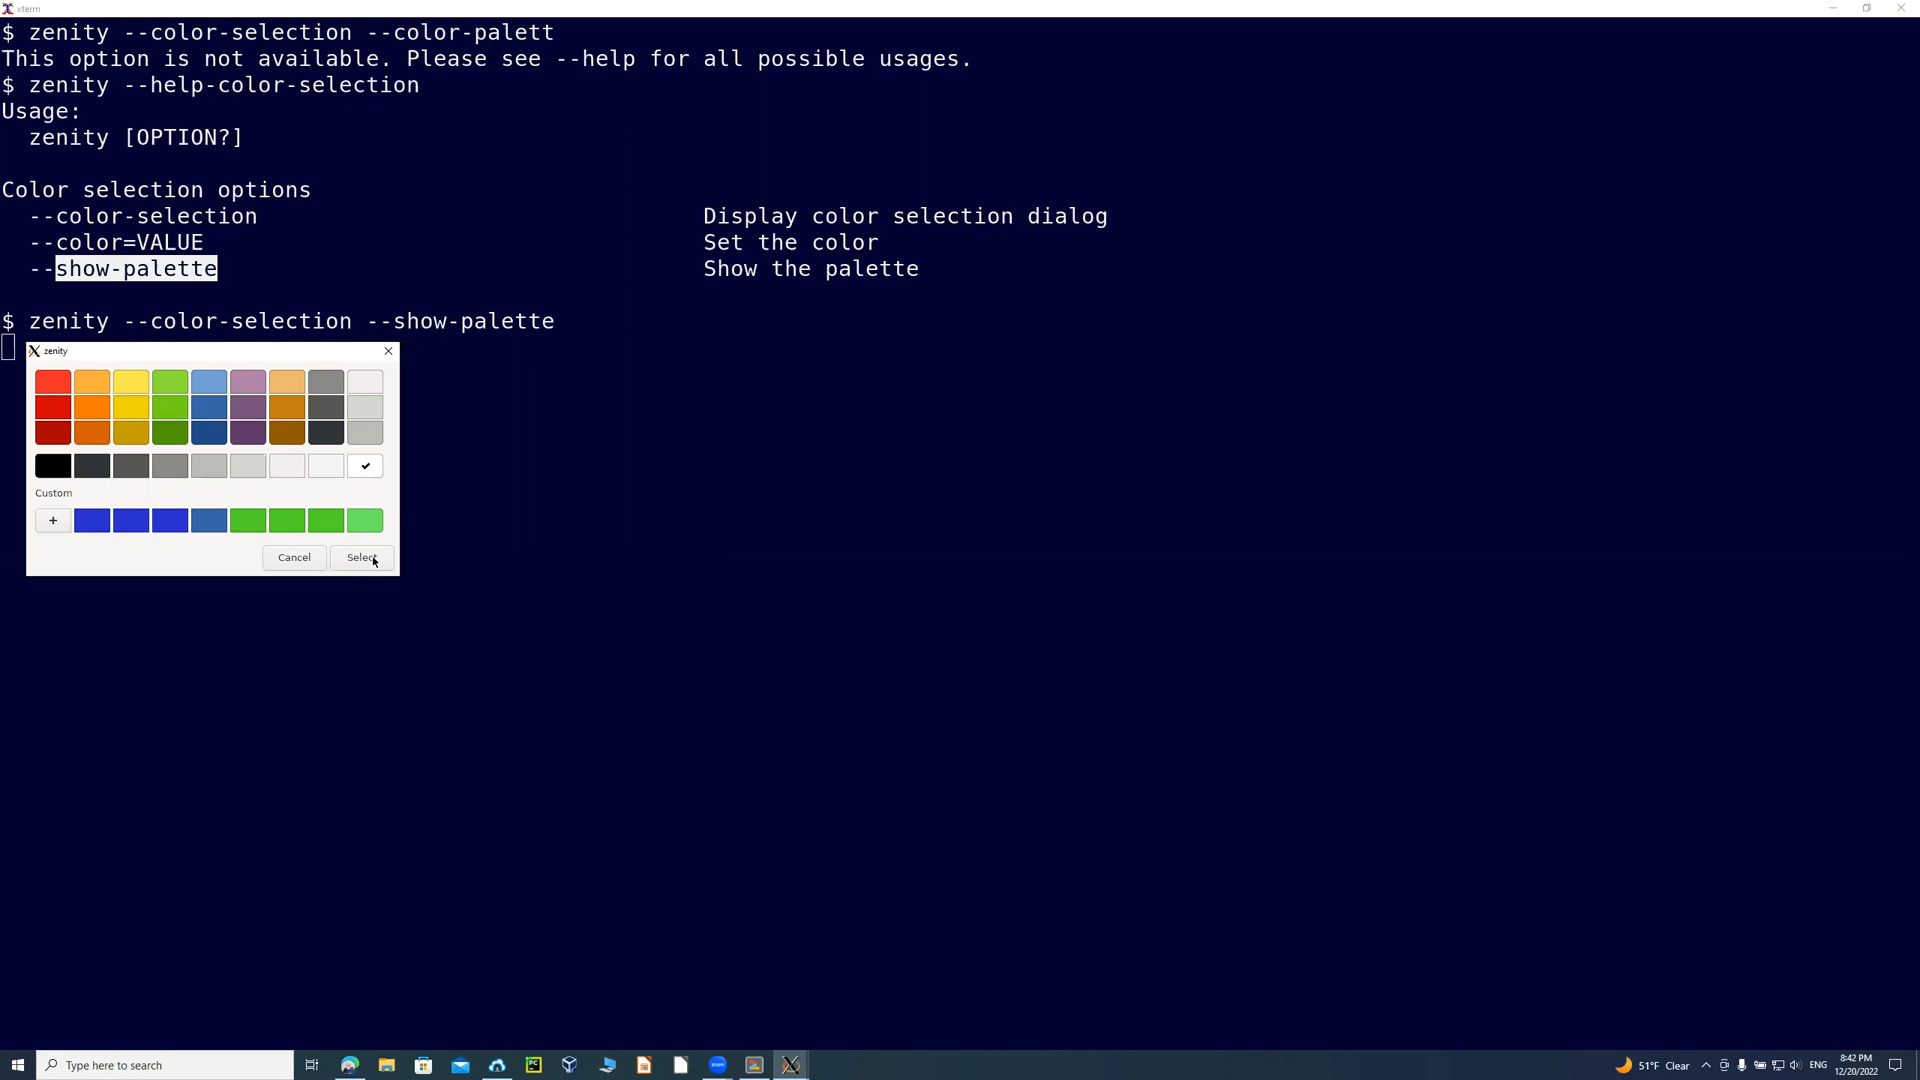 xterm
$ zenity --color-selection --color-palett
This option is not available. Please see --help for all possible usages.
$ zenity --help-color-selection
Usage:
zenity [OPTION?]
Color selection options
--color-selection Display color selection dialog
--color=VALUE Set the color
--show-palette Show the palette
$ zenity --color-selection --show-palette
zenity
Custom
Cancel Select
Type here to search
PC
zoom
51°F Clear
ENG
8:42 PM
12/20/2022